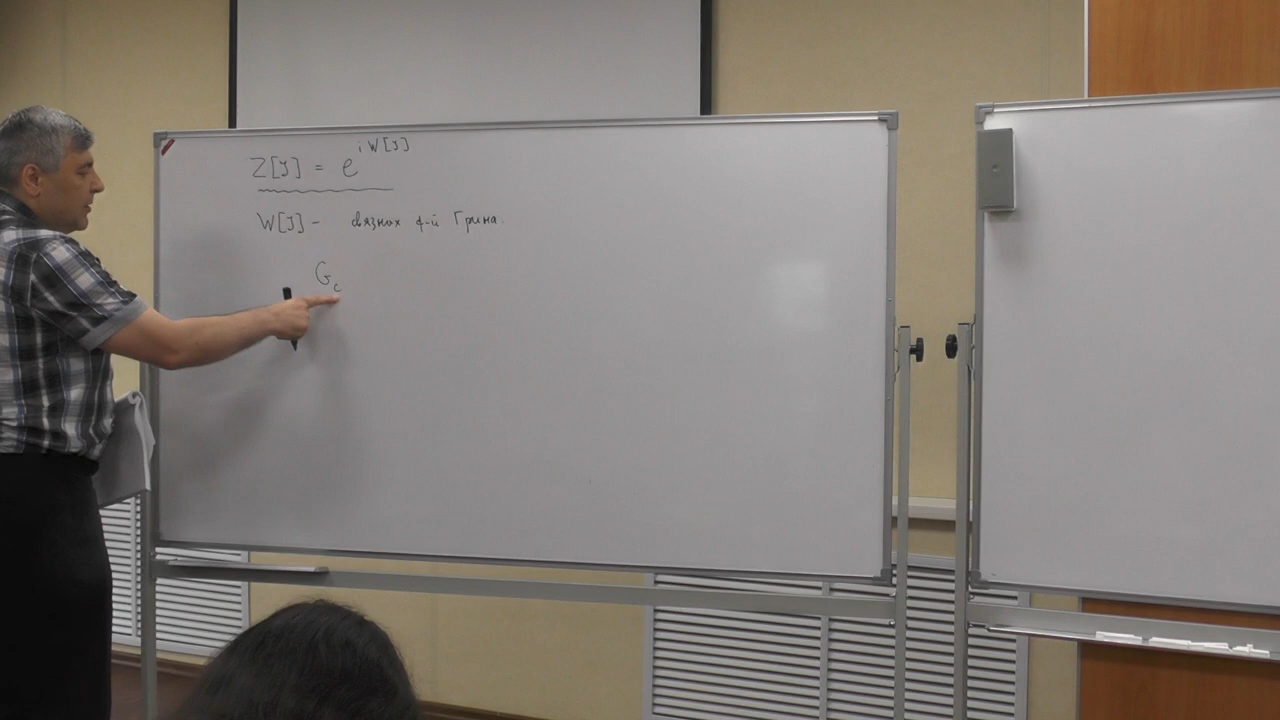 Z[J] = e^{iW[J]}
W[J] - связных ф-й Грина.
G_c